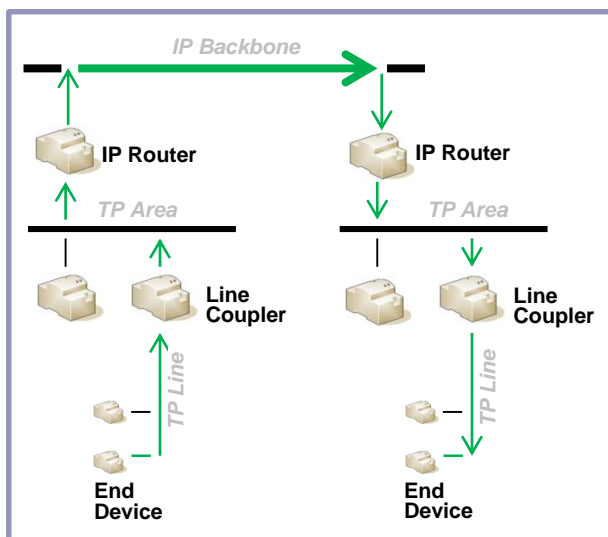 IP Backbone
IP Router
IP Router
TP Area
TP Area
Line
Coupler
Line
Coupler
TP Line
TP Line
End
Device
End
Device